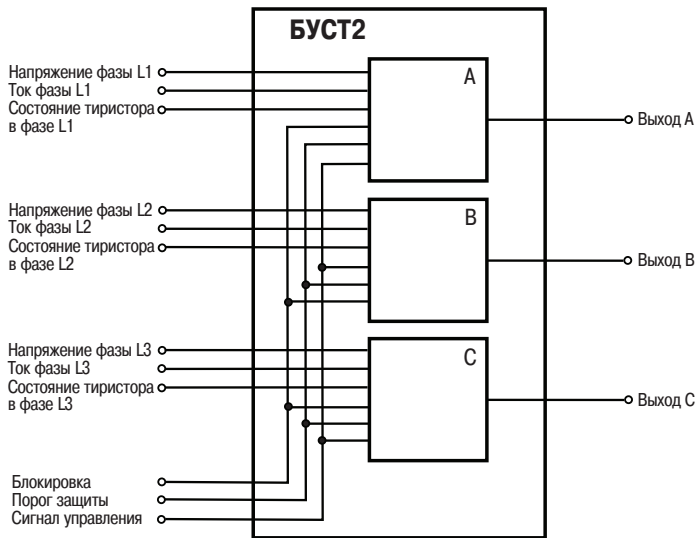 БУСТ2
Напряжение фазы L1
Ток фазы L1
Состояние тиристора
в фазе L1
A
Выход A
Напряжение фазы L2
Ток фазы L2
Состояние тиристора
в фазе L2
B
Выход B
Напряжение фазы L3
Ток фазы L3
Состояние тиристора
в фазе L3
C
Выход C
Блокировка
Порог защиты
Сигнал управления